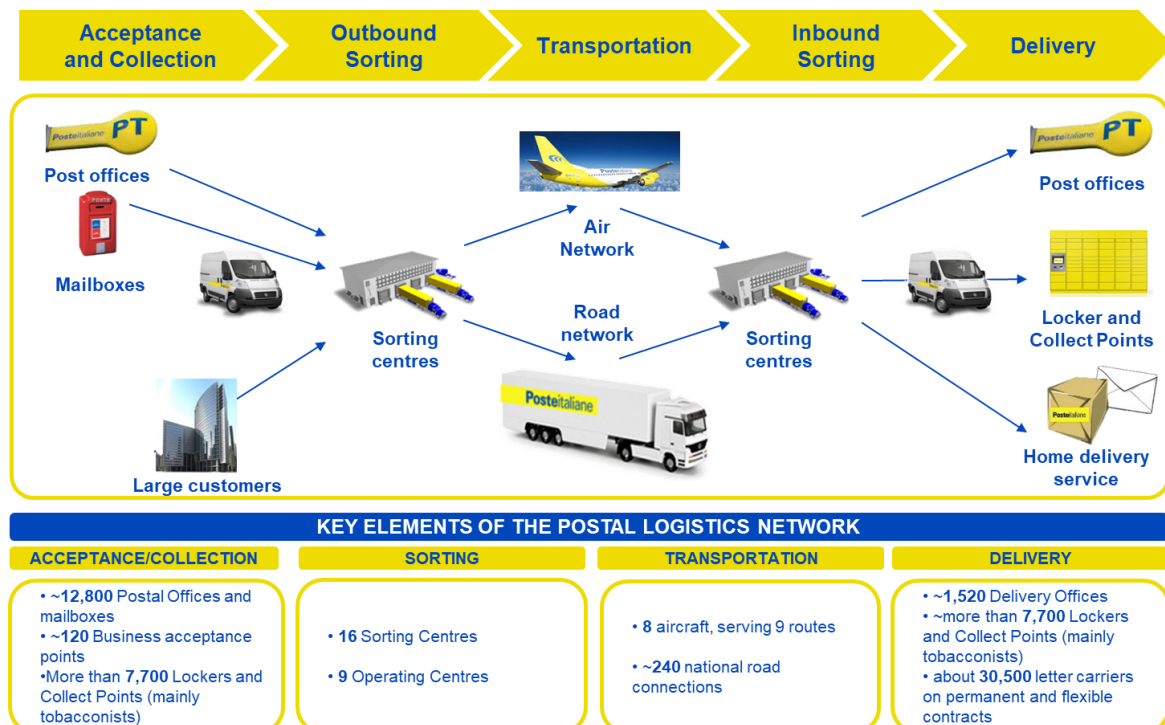 Acceptance
and Collection
Outbound
Sorting
Transportation
Inbound
Sorting
Delivery
Posteitaliane PT
Post offices
Mailboxes
Large customers
Sorting
centres
Posteitaliane
Air
Network
Road
network
Posteitaliane
Sorting
centres
Posteitaliane PT
Post offices
Locker and
Collect Points
Posteitaliane
Home delivery
service
KEY ELEMENTS OF THE POSTAL LOGISTICS NETWORK
ACCEPTANCE/COLLECTION
• ~12,800 Postal Offices and
mailboxes
• ~120 Business acceptance
points
•More than 7,700 Lockers and
Collect Points (mainly
tobacconists)
SORTING
• 16 Sorting Centres
• 9 Operating Centres
TRANSPORTATION
• 8 aircraft, serving 9 routes
• ~240 national road
connections
DELIVERY
• ~1,520 Delivery Offices
• ~more than 7,700 Lockers
and Collect Points (mainly
tobacconists)
• about 30,500 letter carriers
on permanent and flexible
contracts